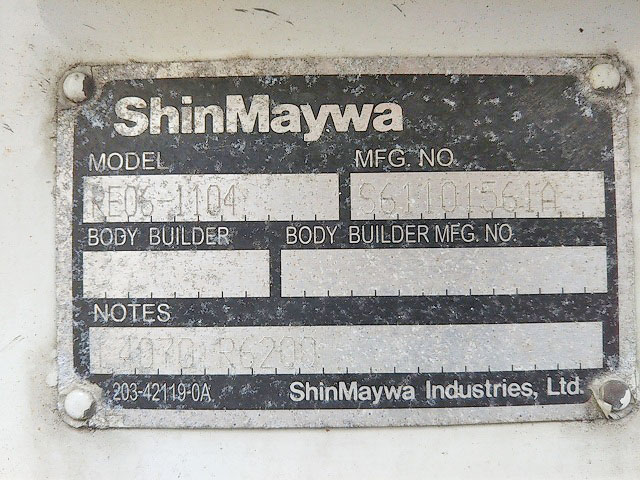 ShinMaywa
MODEL MFG. NO.
RE06-1104 961101561A
BODY BUILDER BODY BUILDER MFG. NO.
NOTES
L4070 R6200
203-42119-0A ShinMaywa Industries, Ltd.